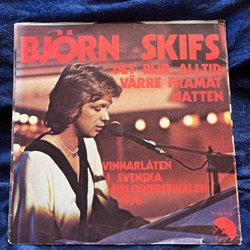 BJÖRN SKIFS
DET BLIR ALLTID
VÄRRE FRAMÅT
NATTEN
VINNARLÅTEN
SVENSKA
MELODIFESTIVALEN
1978